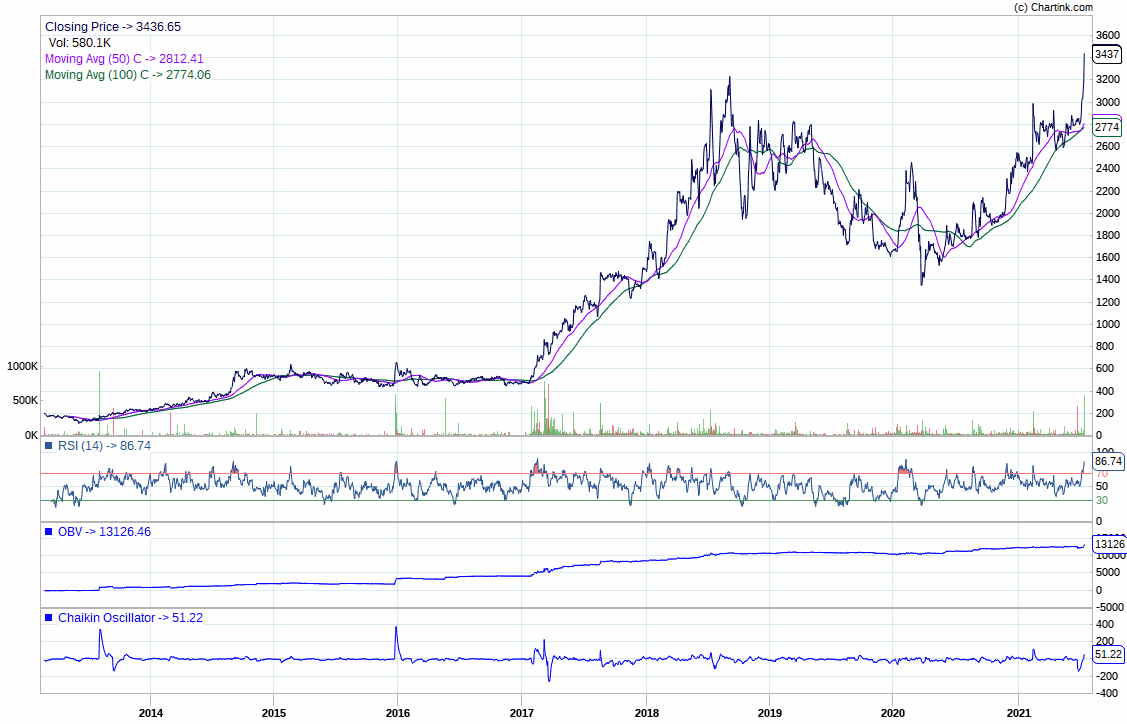 (c) Chartink.com
Closing Price -> 3436.65
Vol: 580.1K
Moving Avg (50) C -> 2812.41
Moving Avg (100) C -> 2774.06
3600
3437
3200
3000
2774
2600
2400
2200
2000
1800
1600
1400
1200
1000
800
1000K
600
500K
400
200
0K
0
RSI (14) -> 86.74
100
86.74
70
50
30
0
OBV -> 13126.46
13126
10000
5000
0
-5000
Chaikin Oscillator -> 51.22
400
200
51.22
-200
-400
2014 2015 2016 2017 2018 2019 2020 2021